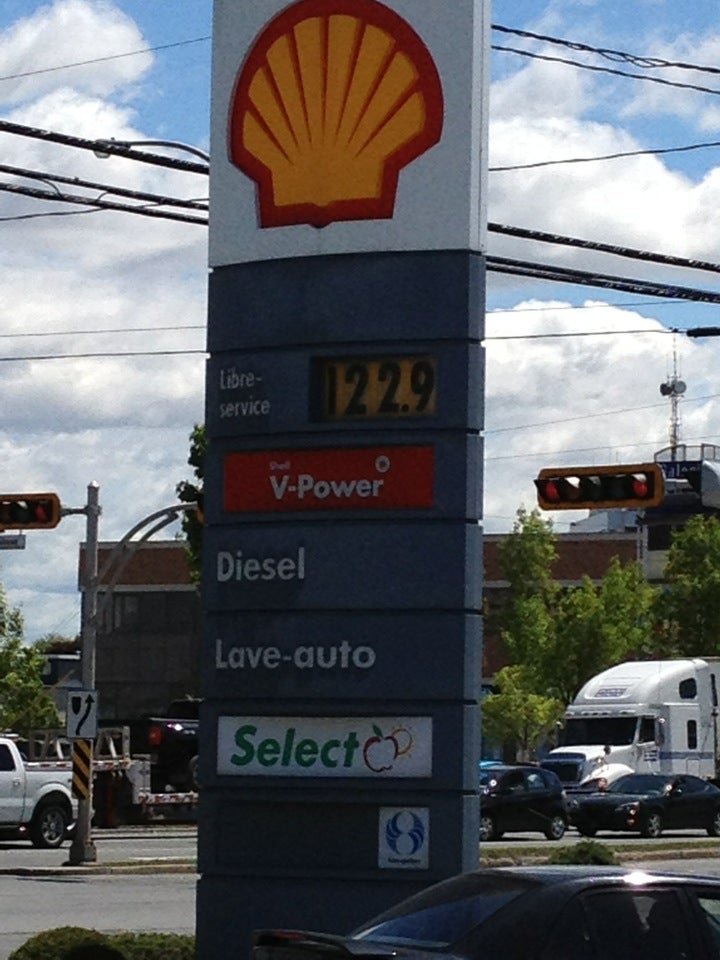 Libre-
service
122.9
Shell
V-Power
Diesel
Lave-auto
Select